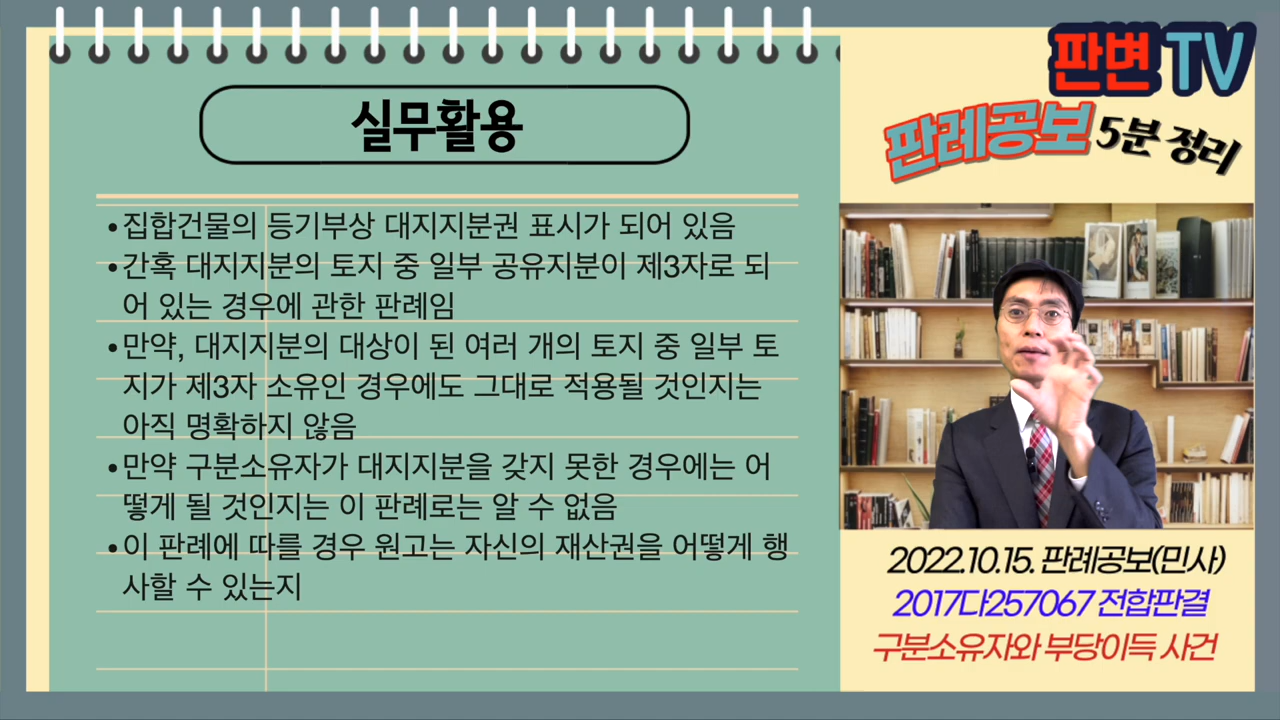 실무활용
•집합건물의 등기부상 대지지분권 표시가 되어 있음
•간혹 대지지분의 토지 중 일부 공유지분이 제3자로 되
어 있는 경우에 관한 판례임
•만약, 대지지분의 대상이 된 여러 개의 토지 중 일부 토
지가 제3자 소유인 경우에도 그대로 적용될 것인지는
아직 명확하지 않음
•만약 구분소유자가 대지지분을 갖지 못한 경우에는 어
떻게 될 것인지는 이 판례로는 알 수 없음
•이 판례에 따를 경우 원고는 자신의 재산권을 어떻게 행
사할 수 있는지
판변 TV
판례공보 5분 정리
2022.10.15. 판례공보(민사)
2017다257067 전합판결
구분소유자와 부당이득 사건